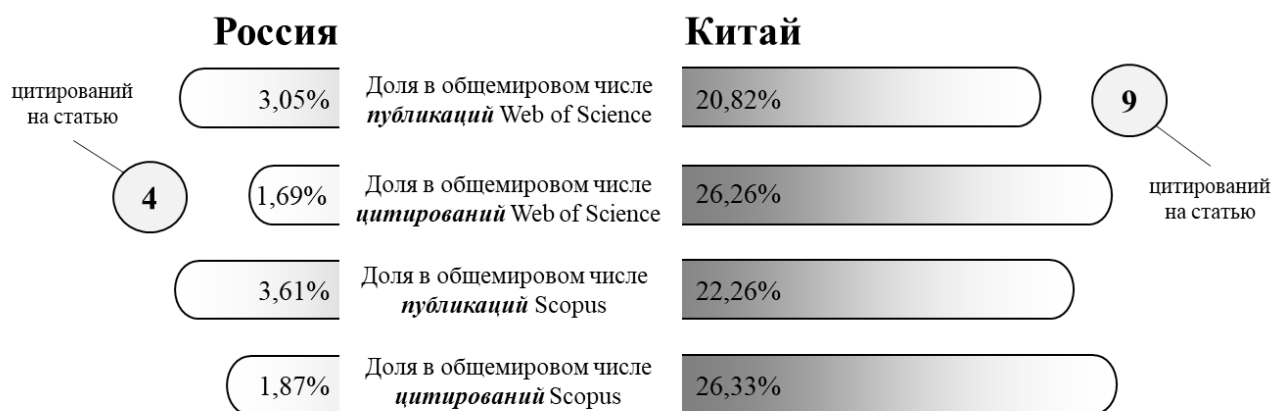 Россия
Китай
цитирований
на статью
3,05%
Доля в общемировом числе
публикаций Web of Science
20,82%
9
4
1,69%
Доля в общемировом числе
цитирований Web of Science
26,26%
цитирований
на статью
3,61%
Доля в общемировом числе
публикаций Scopus
22,26%
1,87%
Доля в общемировом числе
цитирований Scopus
26,33%